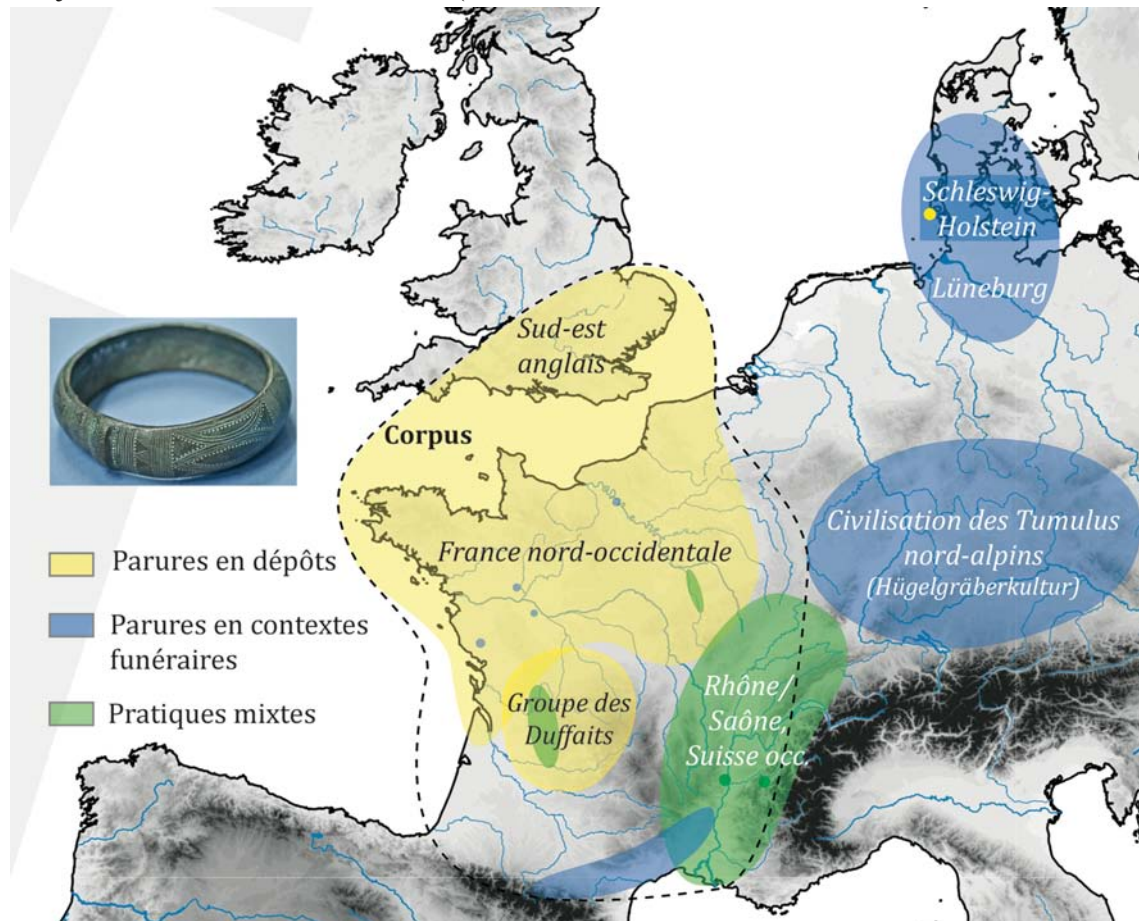 Schleswig-
Holstein
Lüneburg
Sud-est
anglais
Corpus
France nord-occidentale
Civilisation des Tumulus
nord-alpins
(Hügelgräberkultur)
Parures en dépôts
Parures en contextes
funéraires
Pratiques mixtes
Groupe des
Duffaits
Rhône/
Saône,
Suisse occ.